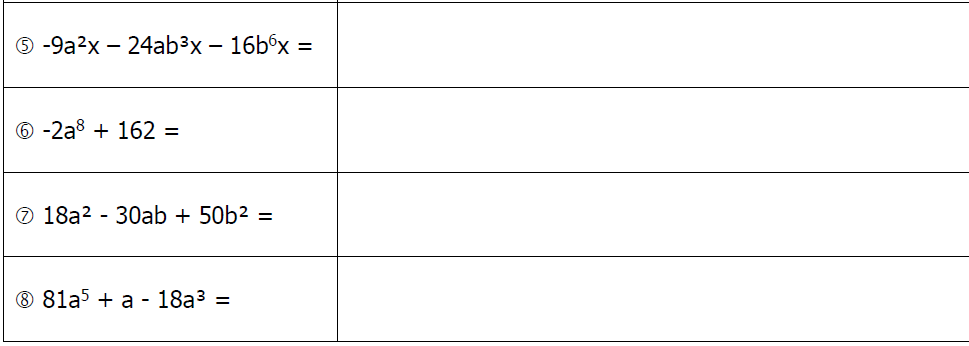 ⑤ -9a²x – 24ab³x – 16b⁶x =
⑥ -2a⁸ + 162 =
⑦ 18a² - 30ab + 50b² =
⑧ 81a⁵ + a - 18a³ =